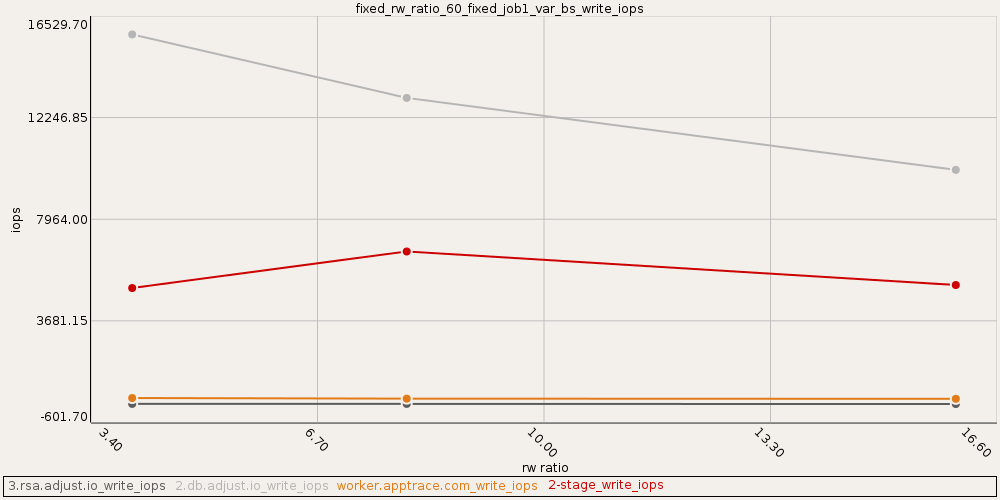 fixed_rw_ratio_60_fixed_job1_var_bs_write_iops
16529.70
12246.85
7964.00
3681.15
-601.70
iops
3.40 6.70 10.00 13.30 16.60
rw ratio
3.rsa.adjust.io_write_iops 2.db.adjust.io_write_iops worker.apptrace.com_write_iops 2-stage_write_iops